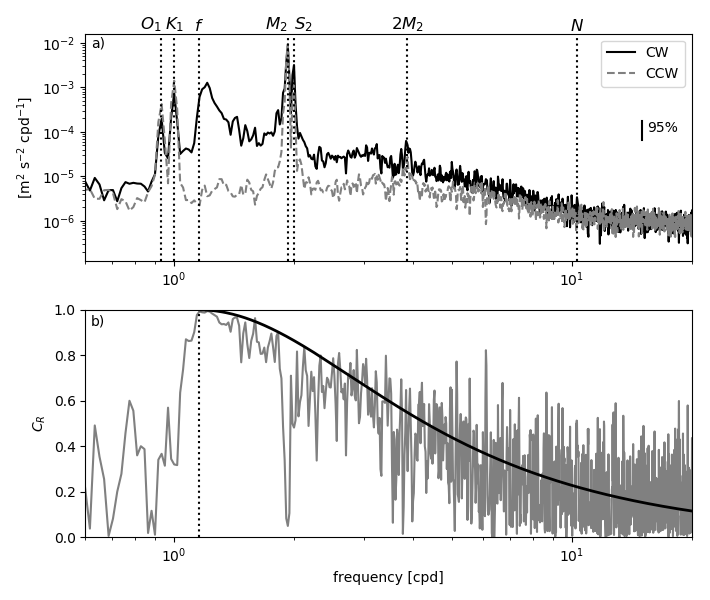 O₁ K₁ f M₂ S₂ 2M₂ N
a)
CW
CCW
95%
[m² s⁻² cpd⁻¹]
10⁻²
10⁻³
10⁻⁴
10⁻⁵
10⁻⁶
10⁰ 10¹
b)
C_R
1.0
0.8
0.6
0.4
0.2
0.0
10⁰ 10¹
frequency [cpd]